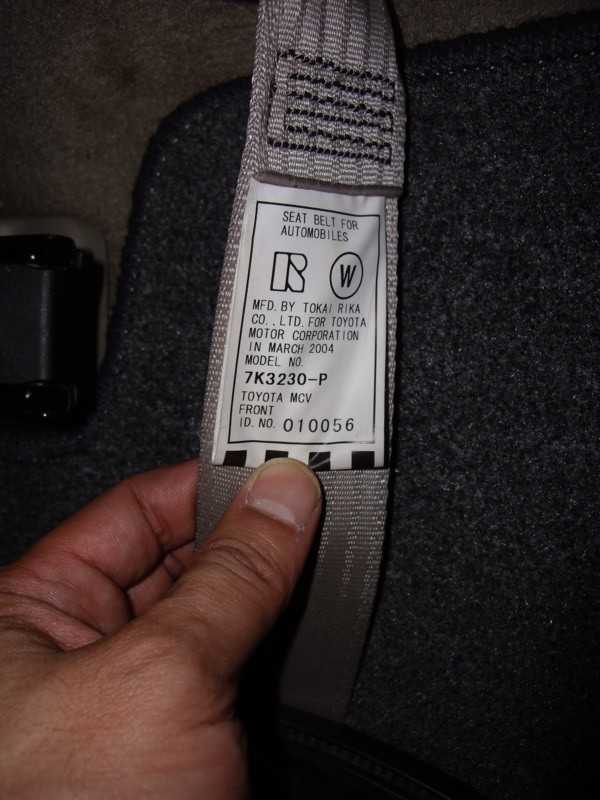 SEAT BELT FOR
AUTOMOBILES
R W
MFD. BY TOKAI RIKA
CO., LTD. FOR TOYOTA
MOTOR CORPORATION
IN MARCH 2004
MODEL NO.
7K3230-P
TOYOTA MCV
FRONT
ID. NO. 010056